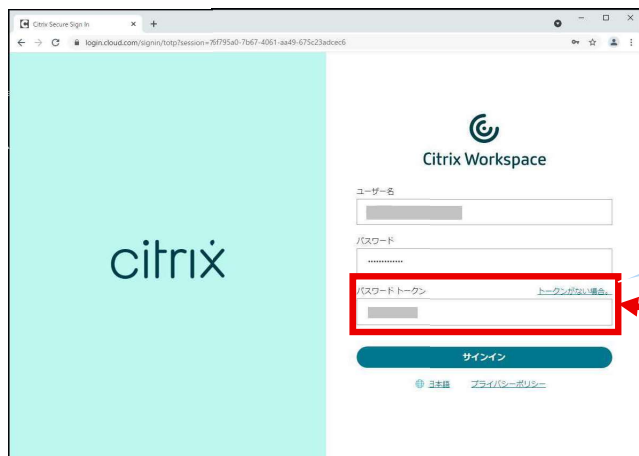 Citrix Secure Sign In
login.cloud.com/signin/totp?session=76f795a0-7b67-4061-aa49-675c23adcec6
citrix
Citrix Workspace
ユーザー名
パスワード
パスワード トークン
トークンがない場合。
サインイン
日本語 プライバシーポリシー